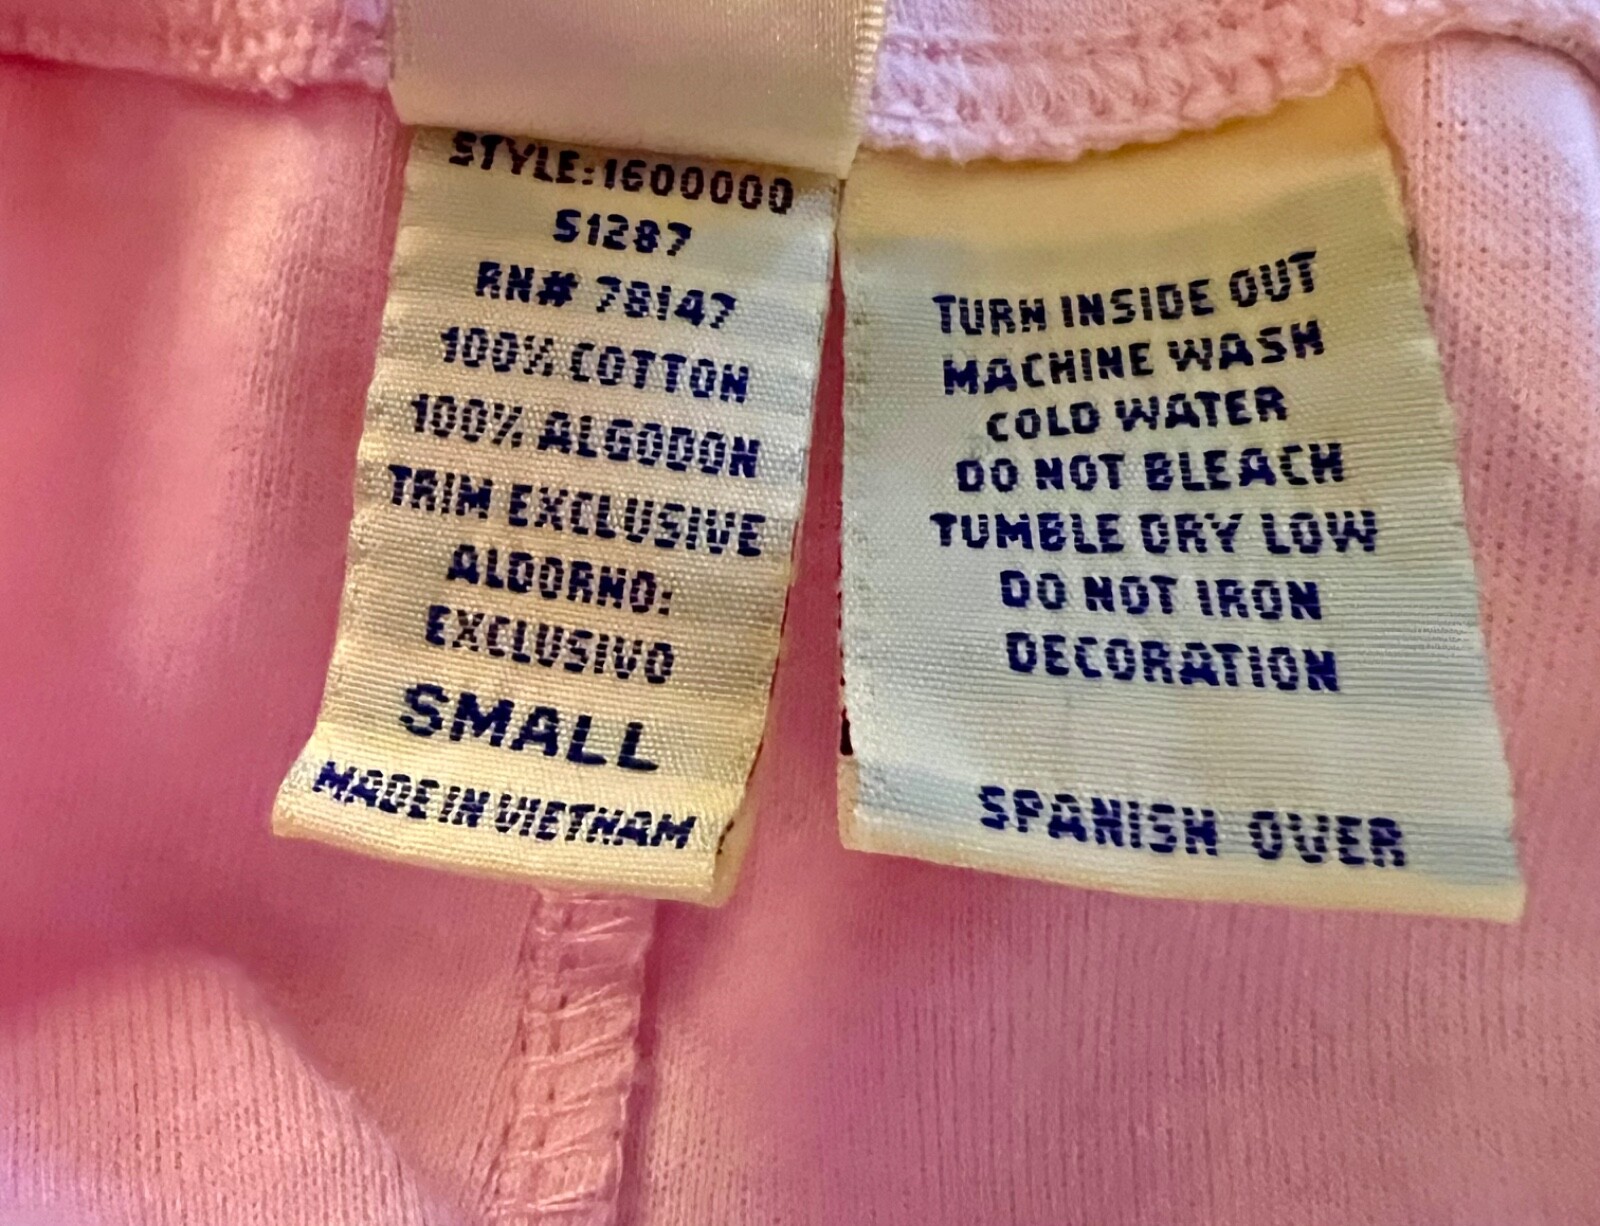 STYLE:1600000
51287
RN# 78147
100% COTTON
100% ALGODON
TRIM EXCLUSIVE
ALDORNO:
EXCLUSIVO
SMALL
MADE IN VIETNAM
TURN INSIDE OUT
MACHINE WASH
COLD WATER
DO NOT BLEACH
TUMBLE DRY LOW
DO NOT IRON
DECORATION
SPANISH OVER